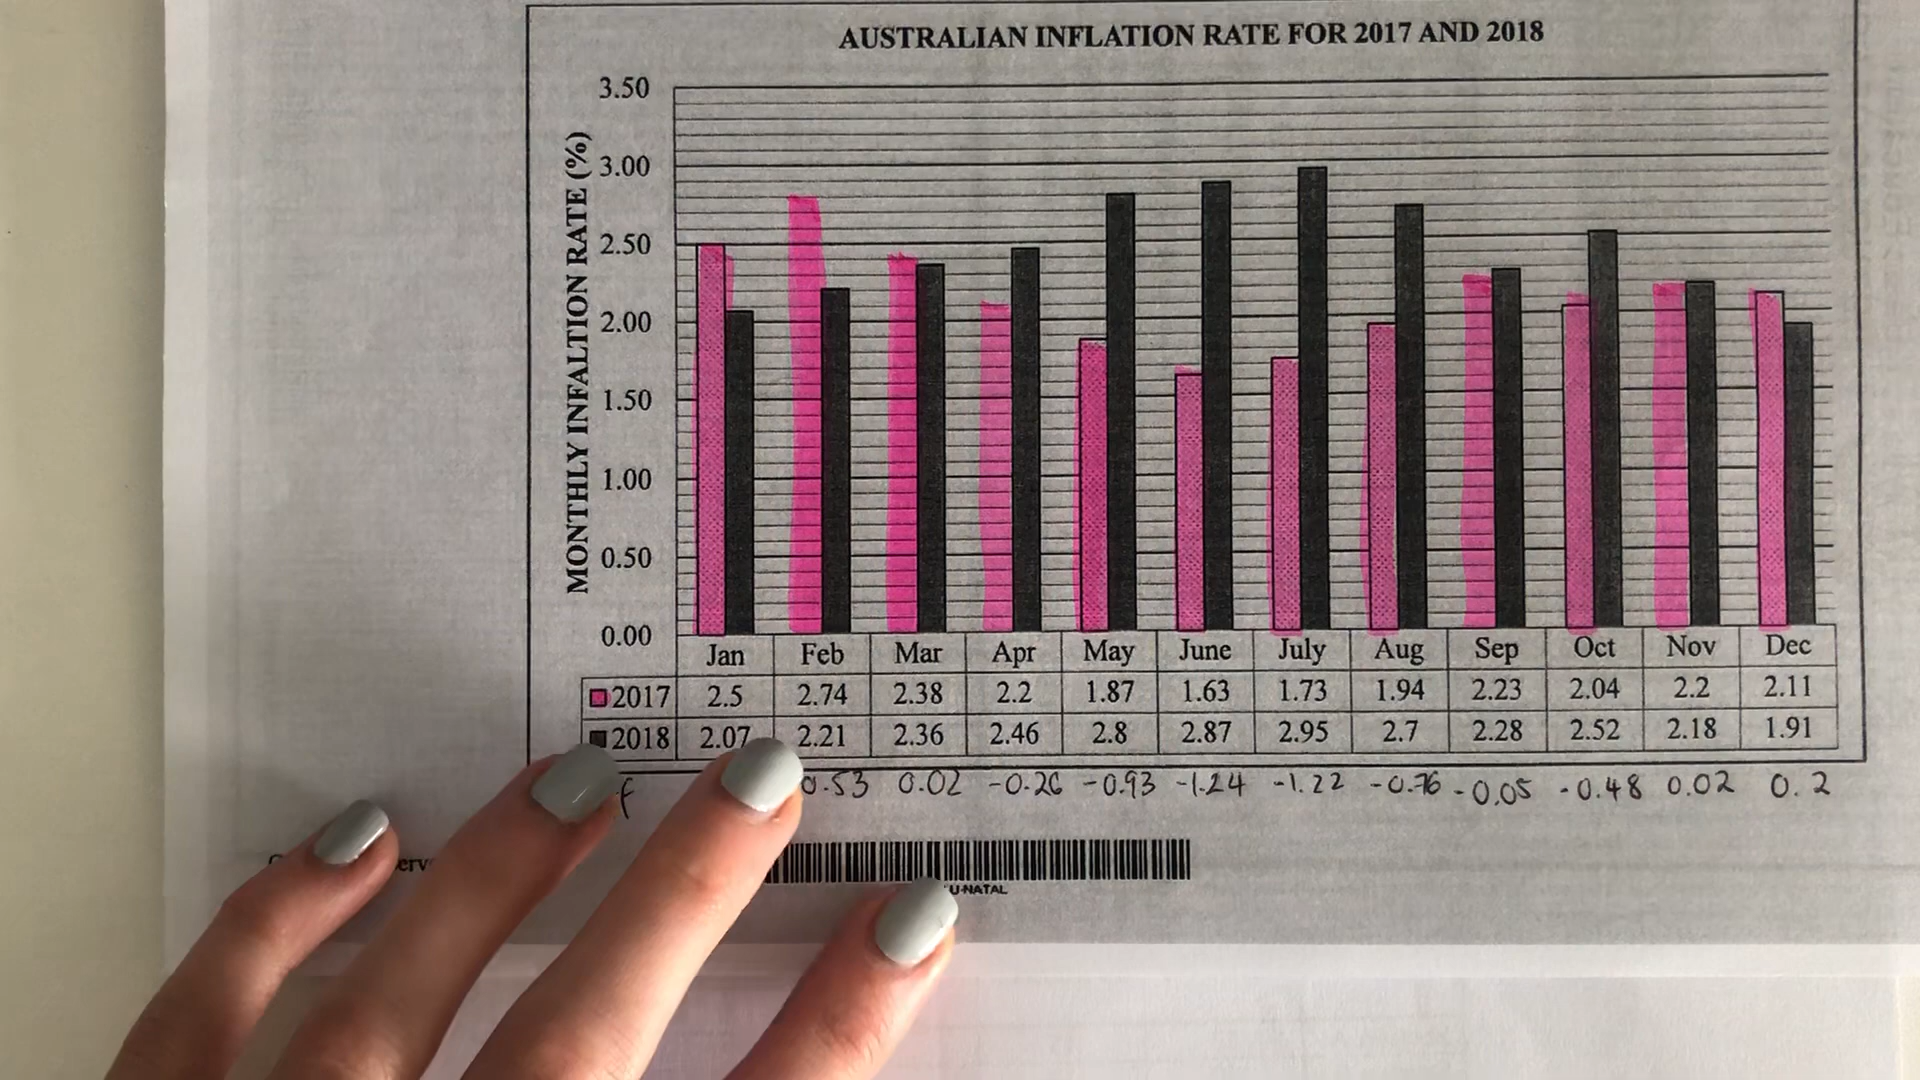 AUSTRALIAN INFLATION RATE FOR 2017 AND 2018
MONTHLY INFALTION RATE (%)
3.50
3.00
2.50
2.00
1.50
1.00
0.50
0.00
Jan Feb Mar Apr May June July Aug Sep Oct Nov Dec
2017 2.5 2.74 2.38 2.2 1.87 1.63 1.73 1.94 2.23 2.04 2.2 2.11
2018 2.07 2.21 2.36 2.46 2.8 2.87 2.95 2.7 2.28 2.52 2.18 1.91
0.53 0.02 -0.26 -0.93 -1.24 -1.22 -0.76 -0.05 -0.48 0.02 0.2
U-NATAL